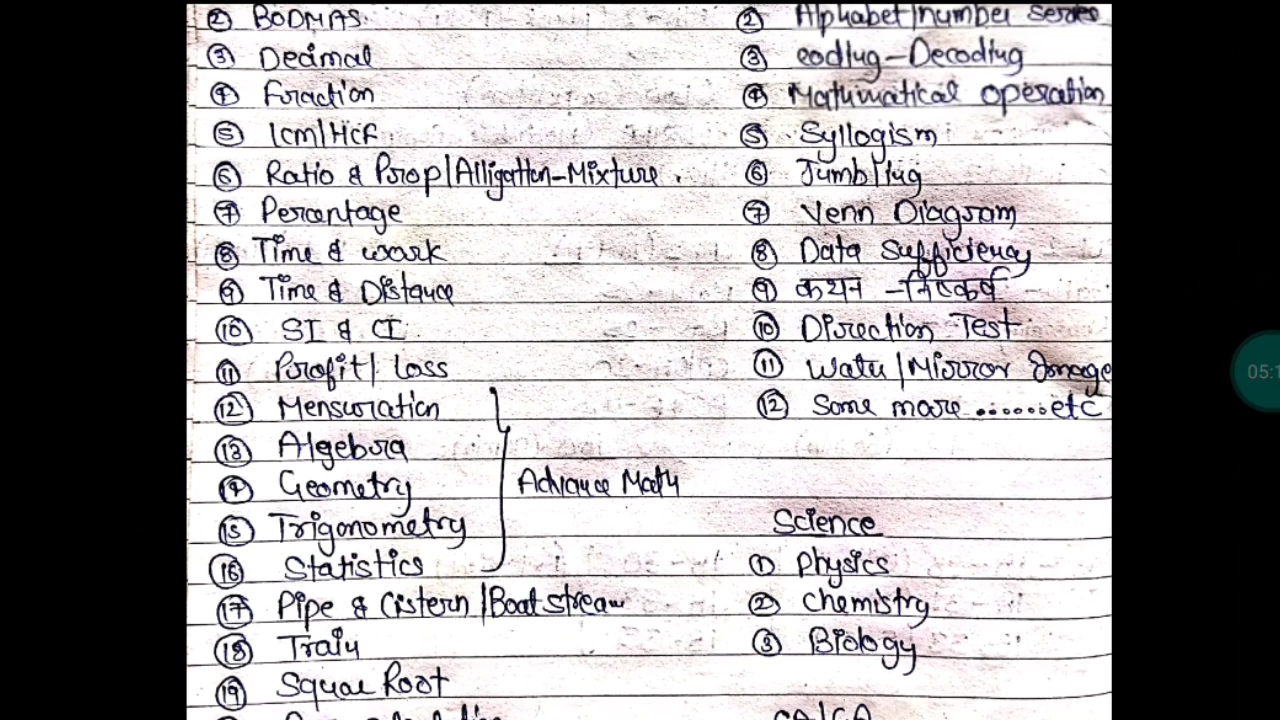 ② BODMAS
③ Decimal
④ Fraction
⑤ lcm/HCF
⑥ Ratio & Prop/Alligation-Mixture
⑦ Percentage
⑧ Time & work
⑨ Time & Distance
⑩ SI & CI
⑪ Profit/Loss
⑫ Mensuration
⑬ Algebra
⑭ Geometry
⑮ Trigonometry
⑯ Statistics
Advance Math
⑰ Pipe & Cistern/Boat stream
⑱ Train
⑲ Square Root
② Alphabet/number series
③ coding-Decoding
④ Mathematical operation
⑤ Syllogism
⑥ Jumbling
⑦ Venn Diagram
⑧ Data sufficiency
⑨ कथन -निष्कर्ष
⑩ Direction Test
⑪ Water/Mirror Image
⑫ Some more ......etc
Science
① Physics
② chemistry
③ Biology
05:1